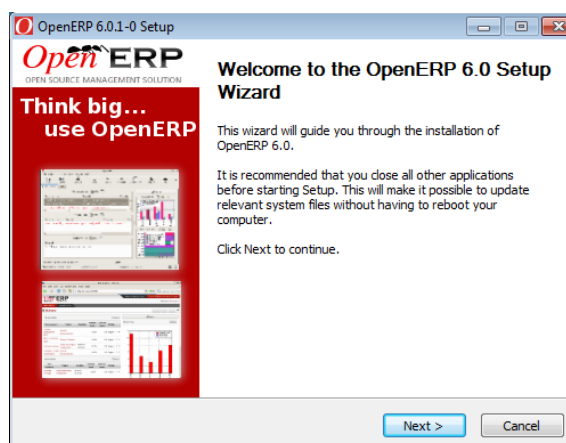 OpenERP 6.0.1-0 Setup
Open ERP
OPEN SOURCE MANAGEMENT SOLUTION
Think big...
use OpenERP
Welcome to the OpenERP 6.0 Setup
Wizard
This wizard will guide you through the installation of
OpenERP 6.0.
It is recommended that you close all other applications
before starting Setup. This will make it possible to update
relevant system files without having to reboot your
computer.
Click Next to continue.
Next >
Cancel